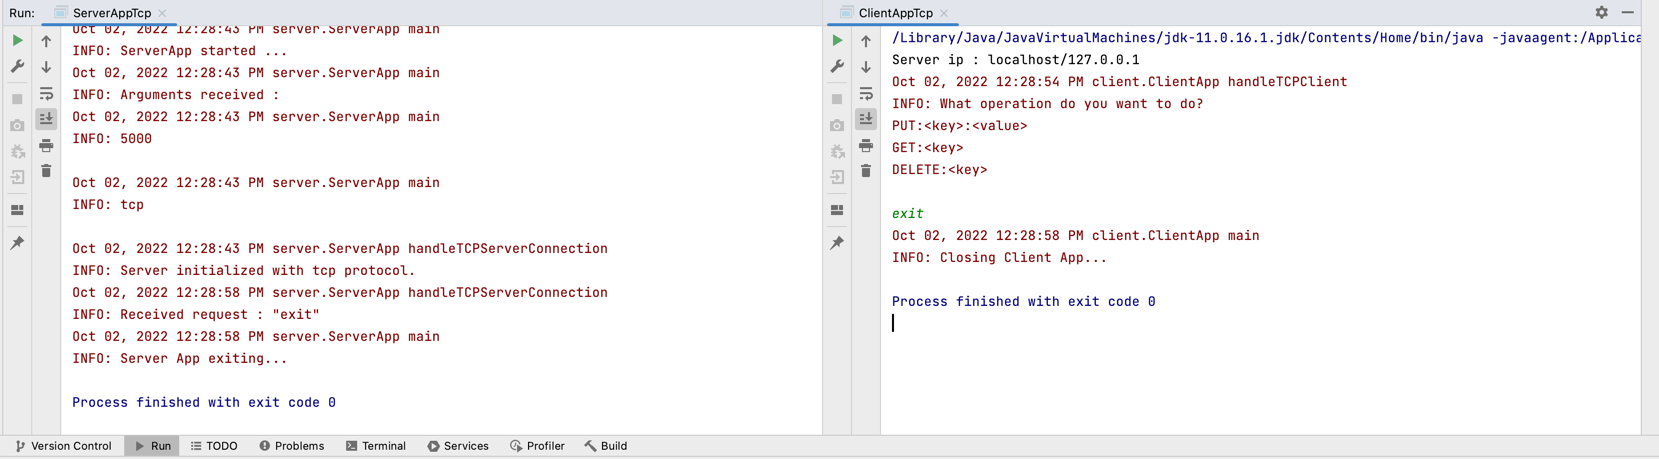 Run: ServerAppTcp
Oct 02, 2022 12:28:43 PM server.ServerApp main
INFO: ServerApp started ...
Oct 02, 2022 12:28:43 PM server.ServerApp main
INFO: Arguments received :
Oct 02, 2022 12:28:43 PM server.ServerApp main
INFO: 5000
Oct 02, 2022 12:28:43 PM server.ServerApp main
INFO: tcp
Oct 02, 2022 12:28:43 PM server.ServerApp handleTCPServerConnection
INFO: Server initialized with tcp protocol.
Oct 02, 2022 12:28:58 PM server.ServerApp handleTCPServerConnection
INFO: Received request : "exit"
Oct 02, 2022 12:28:58 PM server.ServerApp main
INFO: Server App exiting...
Process finished with exit code 0
ClientAppTcp
/Library/Java/JavaVirtualMachines/jdk-11.0.16.1.jdk/Contents/Home/bin/java -javaagent:/Applica
Server ip : localhost/127.0.0.1
Oct 02, 2022 12:28:54 PM client.ClientApp handleTCPClient
INFO: What operation do you want to do?
PUT:<key>:<value>
GET:<key>
DELETE:<key>
exit
Oct 02, 2022 12:28:58 PM client.ClientApp main
INFO: Closing Client App...
Process finished with exit code 0
Version Control Run TODO Problems Terminal Services Profiler Build